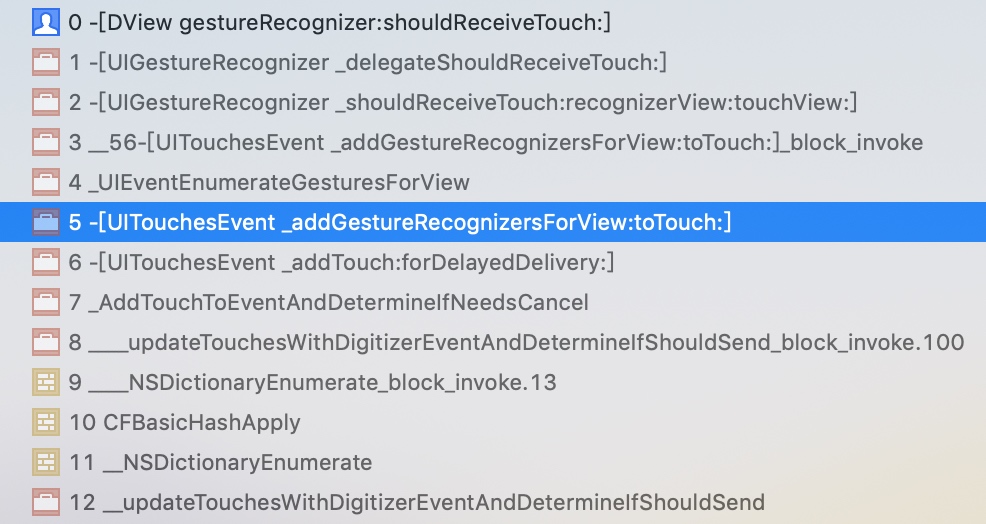 0 -[DView gestureRecognizer:shouldReceiveTouch:]
1 -[UIGestureRecognizer _delegateShouldReceiveTouch:]
2 -[UIGestureRecognizer _shouldReceiveTouch:recognizerView:touchView:]
3 __56-[UITouchesEvent _addGestureRecognizersForView:toTouch:]_block_invoke
4 _UIEventEnumerateGesturesForView
5 -[UITouchesEvent _addGestureRecognizersForView:toTouch:]
6 -[UITouchesEvent _addTouch:forDelayedDelivery:]
7 _AddTouchToEventAndDetermineIfNeedsCancel
8 ____updateTouchesWithDigitizerEventAndDetermineIfShouldSend_block_invoke.100
9 ____NSDictionaryEnumerate_block_invoke.13
10 CFBasicHashApply
11 __NSDictionaryEnumerate
12 __updateTouchesWithDigitizerEventAndDetermineIfShouldSend